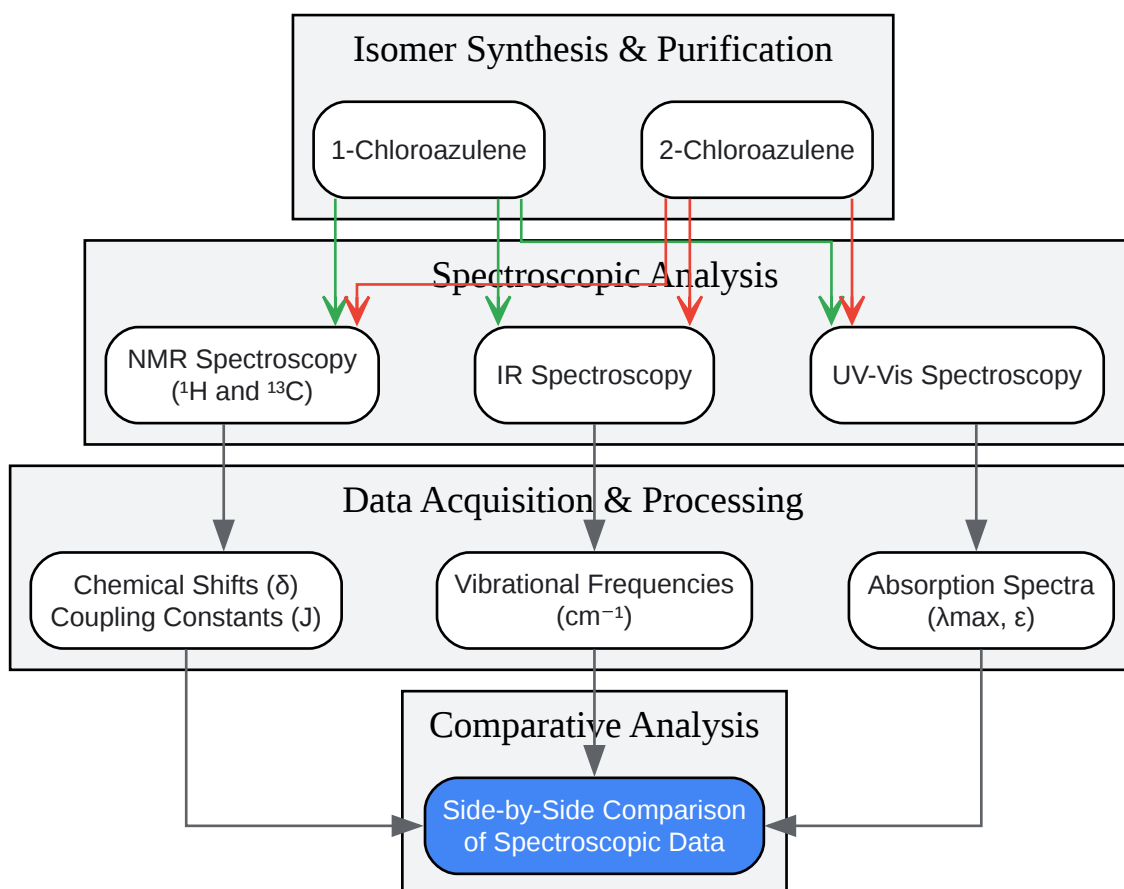 Isomer Synthesis & Purification
1-Chloroazulene
2-Chloroazulene
Spectroscopic Analysis
NMR Spectroscopy
(¹H and ¹³C)
IR Spectroscopy
UV-Vis Spectroscopy
Data Acquisition & Processing
Chemical Shifts (δ)
Coupling Constants (J)
Vibrational Frequencies
(cm⁻¹)
Absorption Spectra
(λmax, ε)
Comparative Analysis
Side-by-Side Comparison
of Spectroscopic Data